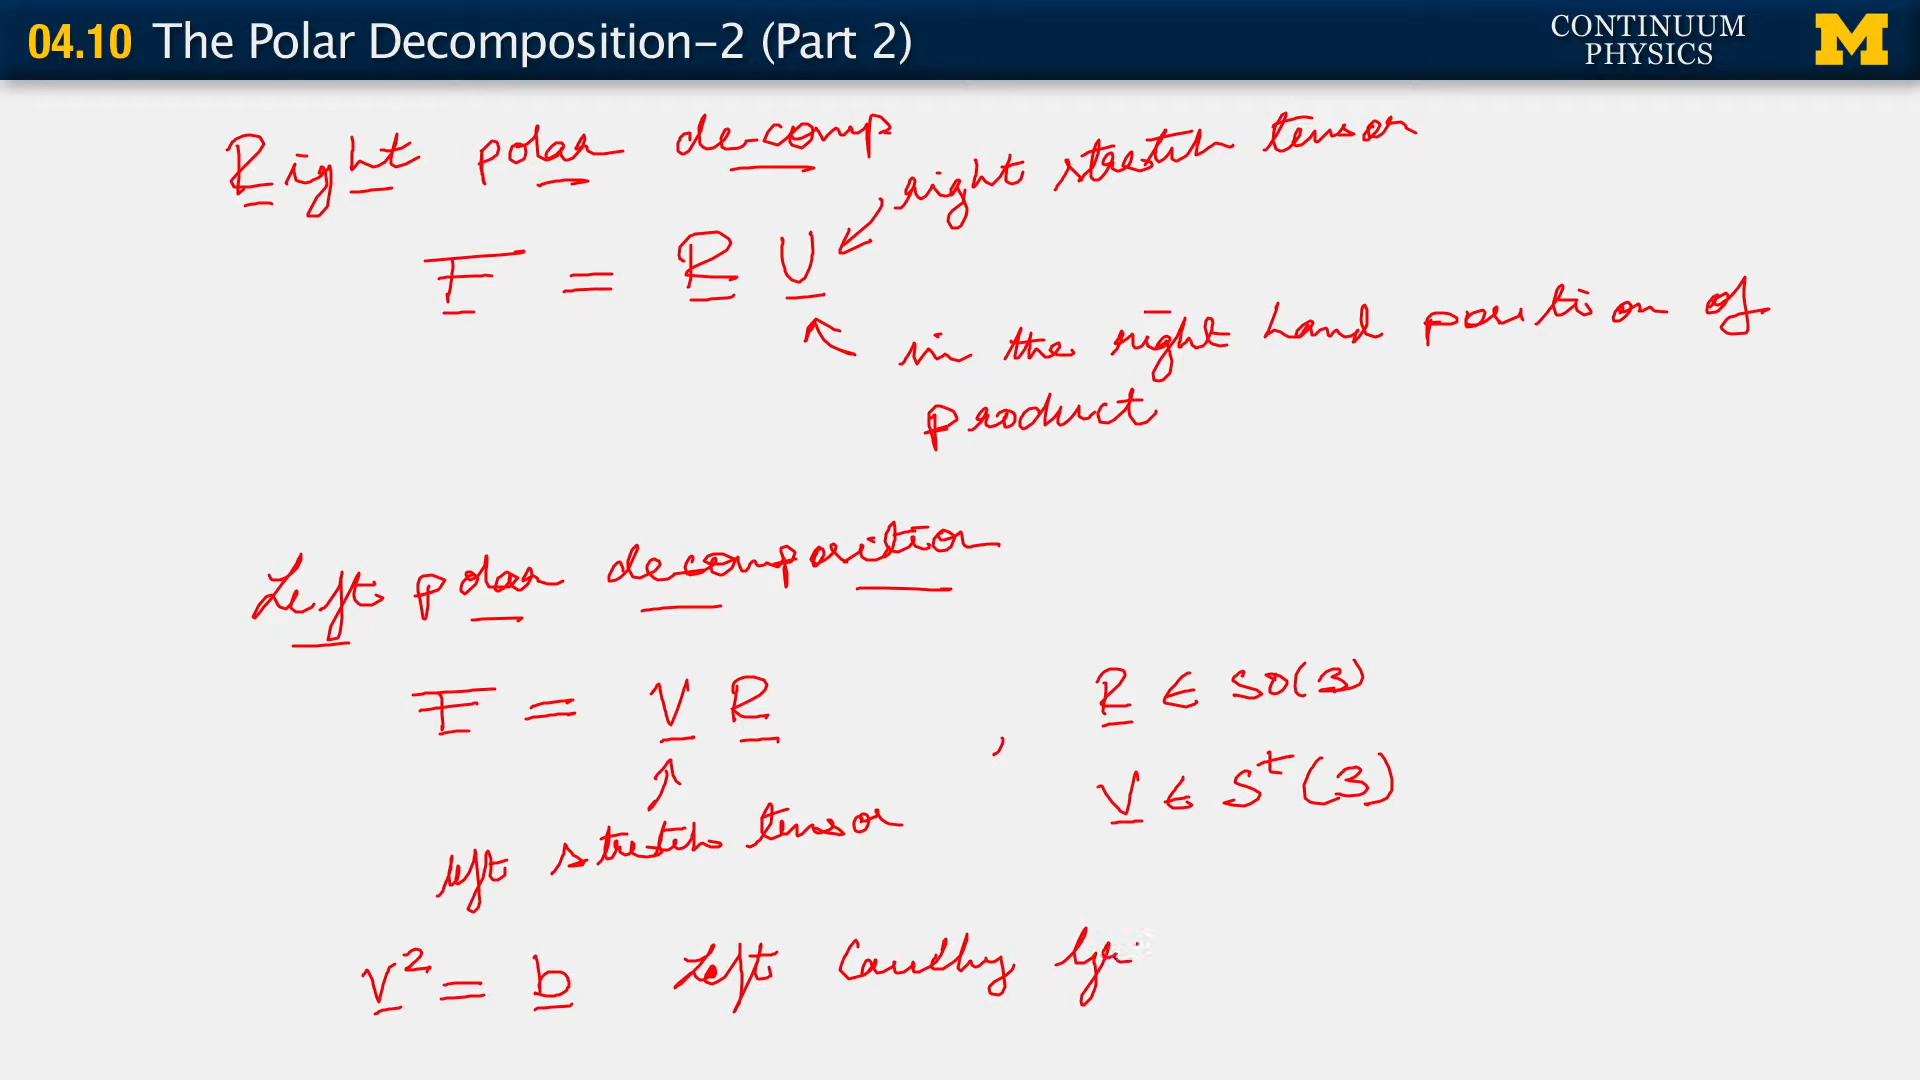 04.10 The Polar Decomposition-2 (Part 2)
CONTINUUM
PHYSICS
M
Right polar decomp
right stretch tensor
F = R U
in the right hand position of
product
Left polar decomposition
F = V R , R ∈ SO(3)
V ∈ S⁺(3)
left stretch tensor
V² = b Left Cauchy